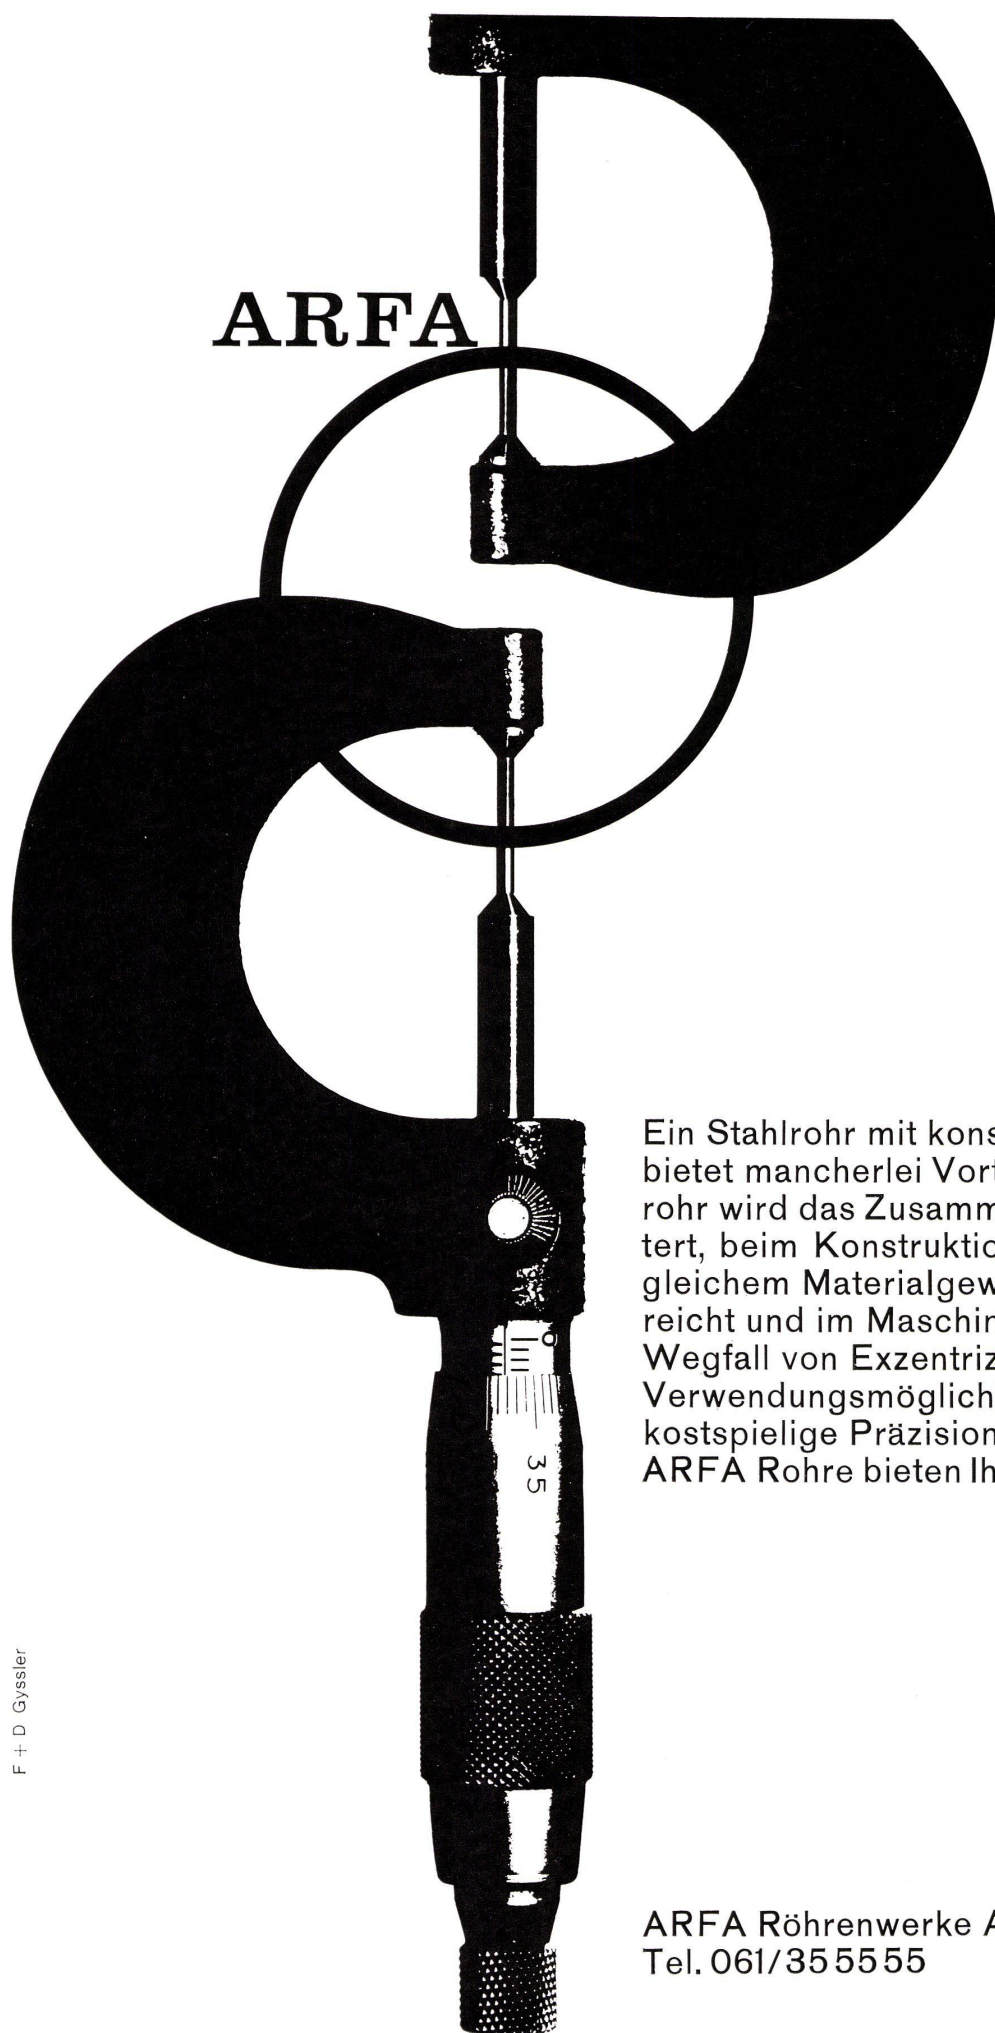 ARFA
Ein Stahlrohr mit kons
bietet mancherlei Vort
rohr wird das Zusamm
tert, beim Konstruktio
gleichem Materialgew
reicht und im Maschin
Wegfall von Exzentriz
Verwendungsmöglich
kostspielige Präzision
ARFA Rohre bieten Ih
0
35
F + D Gyssler
ARFA Röhrenwerke A
Tel. 061/355555